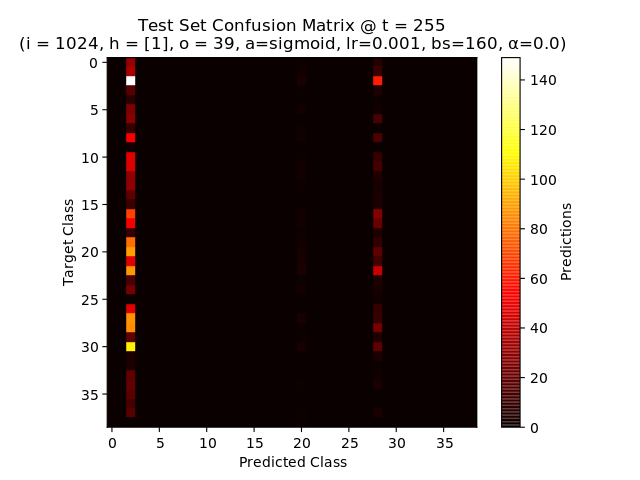 Test Set Confusion Matrix @ t = 255
(i = 1024, h = [1], o = 39, a=sigmoid, lr=0.001, bs=160, α=0.0)
0
5
10
15
20
25
30
35
Target Class
0 5 10 15 20 25 30 35
Predicted Class
140
120
100
80
60
40
20
0
Predictions